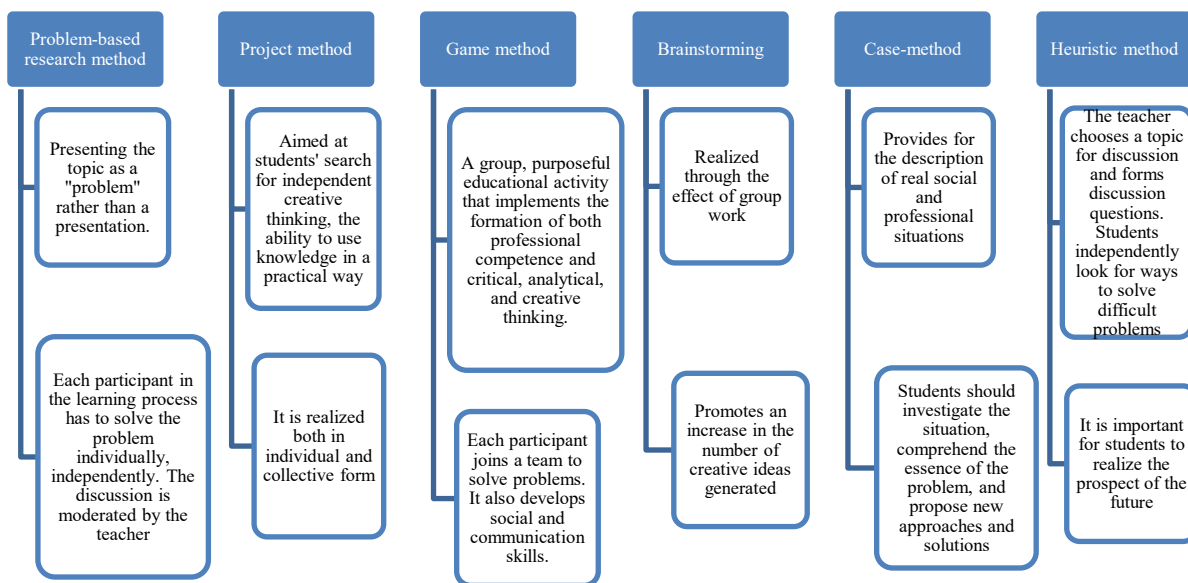 Problem-based
research method
Presenting the
topic as a
"problem"
rather than a
presentation.
Each participant in
the learning process
has to solve the
problem
individually,
independently. The
discussion is
moderated by the
teacher
Project method
Aimed at
students' search
for independent
creative
thinking, the
ability to use
knowledge in a
practical way
It is realized
both in
individual and
collective form
Game method
A group, purposeful
educational activity
that implements the
formation of both
professional
competence and
critical, analytical,
and creative
thinking.
Each participant
joins a team to
solve problems.
It also develops
social and
communication
skills.
Brainstorming
Realized
through the
effect of group
work
Promotes an
increase in the
number of
creative ideas
generated
Case-method
Provides for
the description
of real social
and
professional
situations
Students should
investigate the
situation,
comprehend the
essence of the
problem, and
propose new
approaches and
solutions
Heuristic method
The teacher
chooses a topic
for discussion
and forms
discussion
questions.
Students
independently
look for ways
to solve
difficult
problems
It is important
for students to
realize the
prospect of the
future